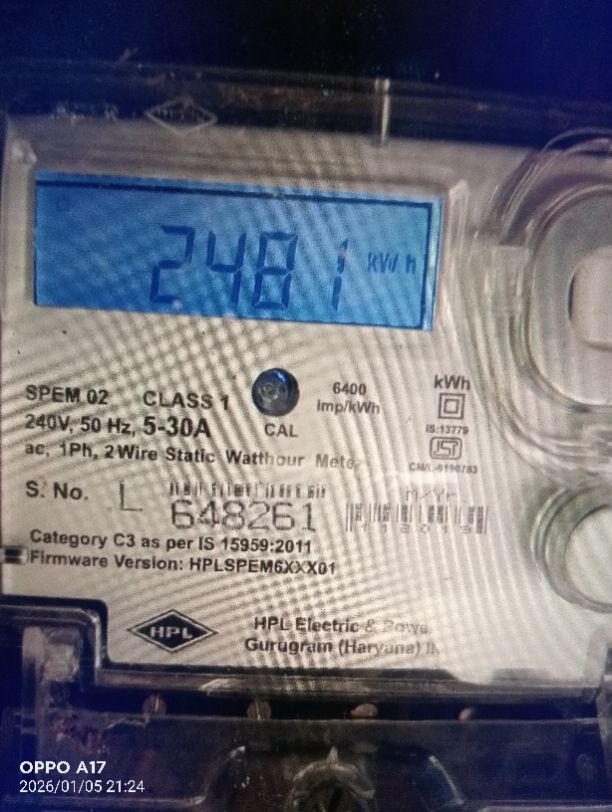 HPL
2481 kWh
SPEM 02 CLASS 1 6400 kWh
imp/kWh
240V, 50 Hz, 5-30A CAL IS:13779
ac, 1Ph, 2 Wire Static Watthour
ISI
S. No. L 648261 M/Yr.
Category C3 as per IS 15959:2011
Firmware Version: HPLSPEM6XXX01
HPL HPL Electric &
Gurugram (Haryana)
OPPO A17
2026/01/05 21:24